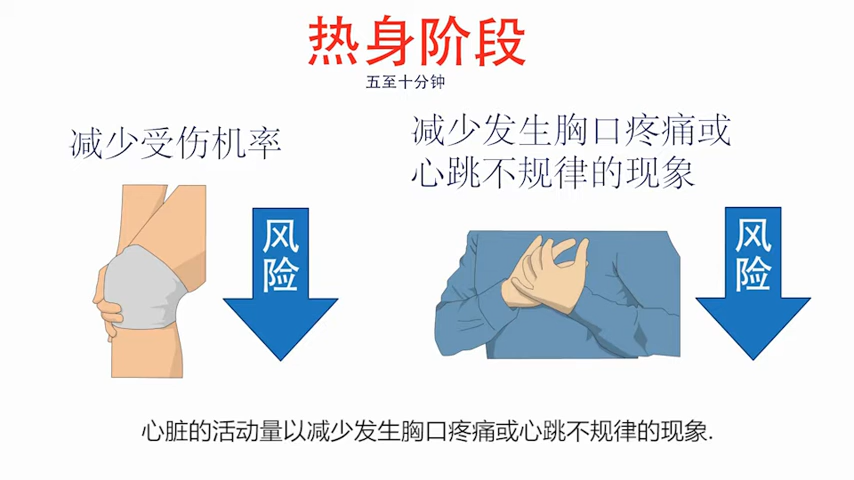 热身阶段
五至十分钟
减少受伤机率
减少发生胸口疼痛或
心跳不规律的现象
风
险
风
险
心脏的活动量以减少发生胸口疼痛或心跳不规律的现象.